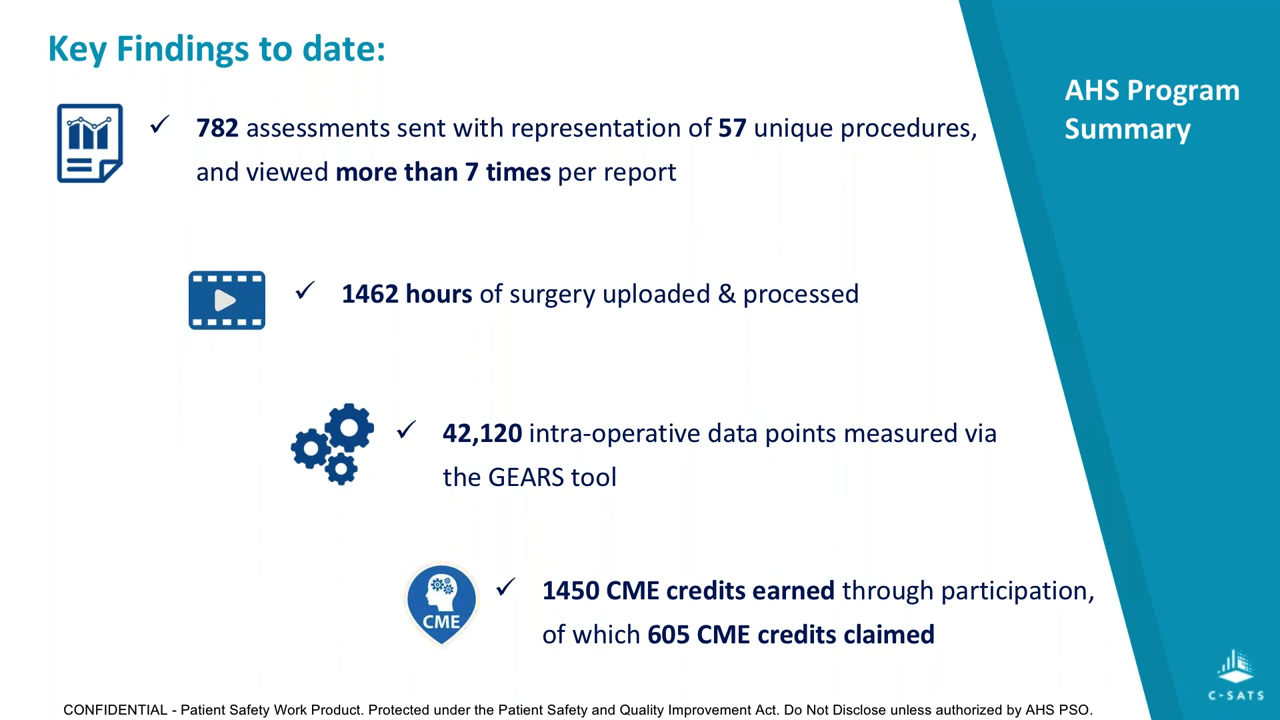 Key Findings to date:
AHS Program
Summary
✓ 782 assessments sent with representation of 57 unique procedures,
and viewed more than 7 times per report
✓ 1462 hours of surgery uploaded & processed
✓ 42,120 intra-operative data points measured via
the GEARS tool
CME
✓ 1450 CME credits earned through participation,
of which 605 CME credits claimed
C-SATS
CONFIDENTIAL - Patient Safety Work Product. Protected under the Patient Safety and Quality Improvement Act. Do Not Disclose unless authorized by AHS PSO.